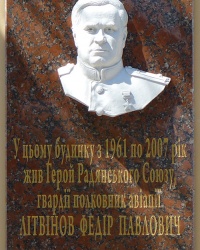 У цьому будинку з 1961 по 2007 рік
жив Герой Радянського Союзу,
гвардії полковник авіації
ЛІТВІНОВ ФЕДІР ПАВЛОВИЧ